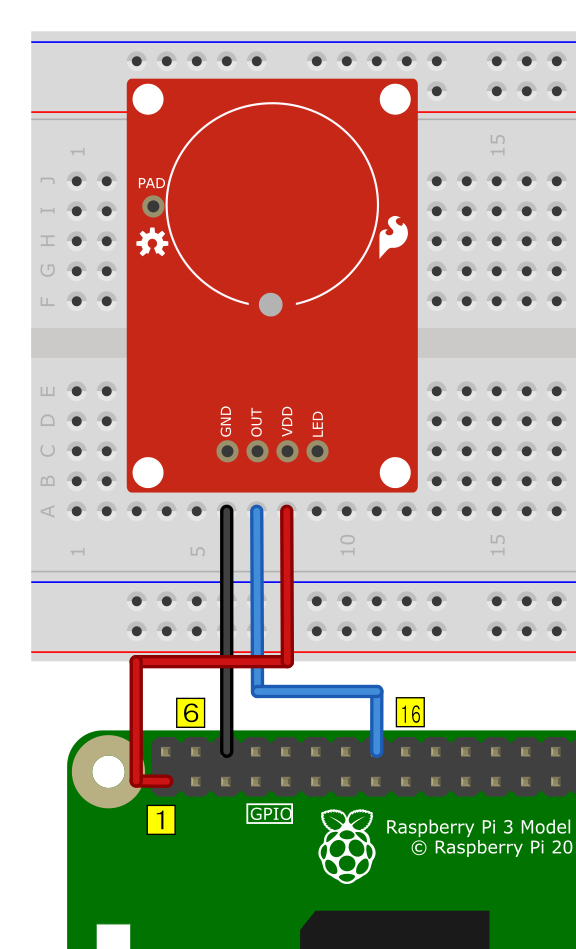 1
15
J
I
H
G
F
PAD
E
D
C
B
A
GND
OUT
VDD
LED
1
5
10
15
6
16
1
GPIO
Raspberry Pi 3 Model
© Raspberry Pi 20